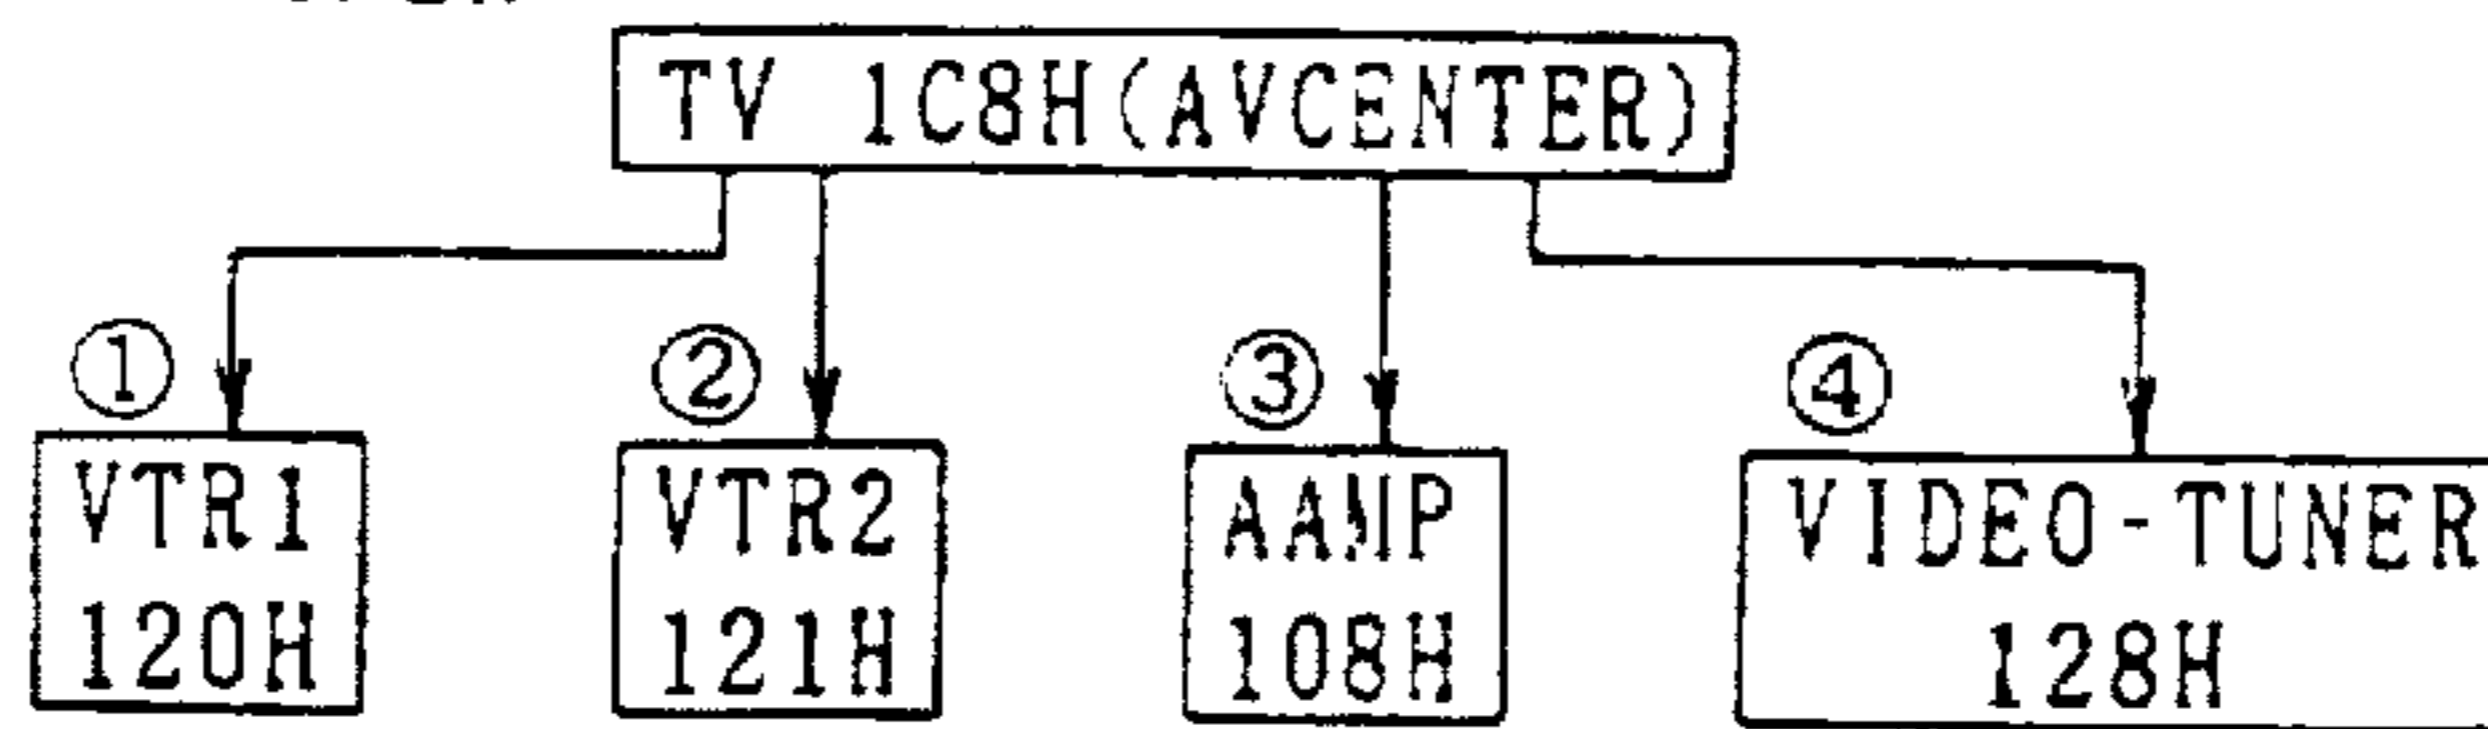 TV 1C8H(AVCENTER)
① ② ③ ④
VTR1 VTR2 AAMP VIDEO-TUNER
120H 121H 108H 128H